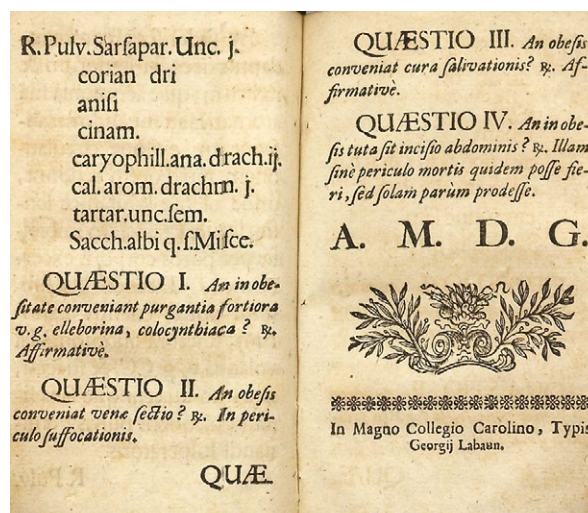 R. Pulv. Sarsapar. Unc. j.
corian dri
anisi
cinam.
caryophill. ana. drach. ij.
cal. arom. drachm. j.
tartar. unc. sem.
Sacch. albi q. s. Misce.
QUÆSTIO I. An in obe-
sitate conveniant purgantia fortiora
v. g. elleborina, colocynthiaca? ℞.
Affirmativè.
QUÆSTIO II. An obesis
conveniat venæ sectio? ℞. In peri-
culo suffocationis.
QUÆ-
QUÆSTIO III. An obesis
conveniat cura salivationis? ℞. Af-
firmativè.
QUÆSTIO IV. An in obe-
sis tuta sit incisio abdominis? ℞. Illam
sinè periculo mortis quidem posse fie-
ri, sed solam parùm prodesse.
A. M. D. G.
In Magno Collegio Carolino, Typis
Georgij Labaun.